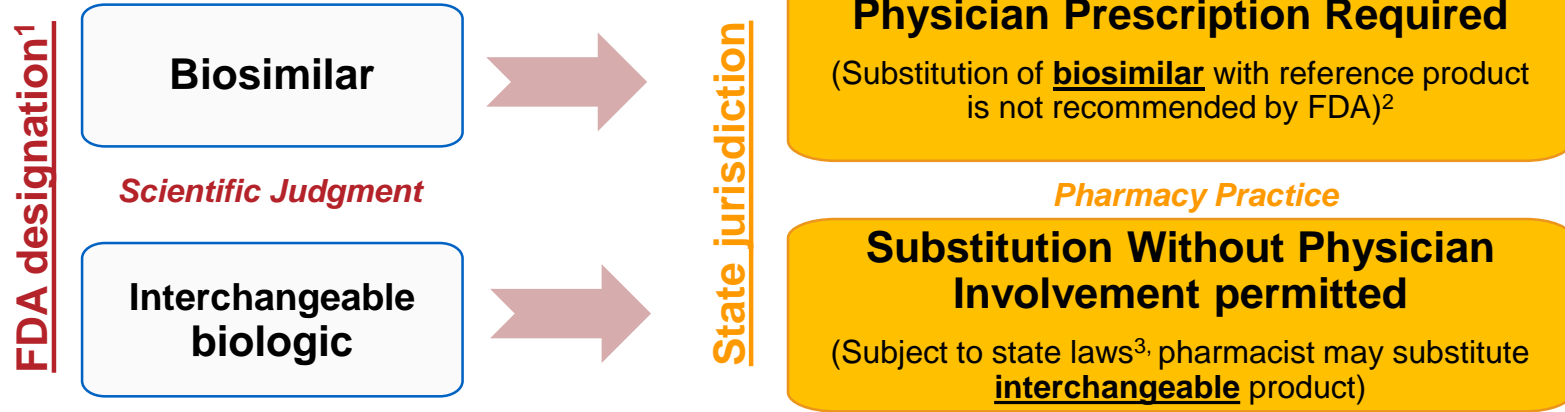 FDA designation1
Biosimilar
Scientific Judgment
Interchangeable
biologic
State jurisdiction
Physician Prescription Required
(Substitution of biosimilar with reference product
is not recommended by FDA)2
Pharmacy Practice
Substitution Without Physician
Involvement permitted
(Subject to state laws3, pharmacist may substitute
interchangeable product)